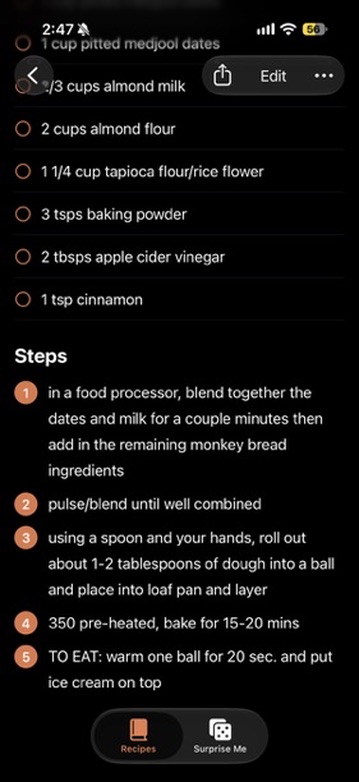 2:47
56
1 cup pitted medjool dates
Edit
/3 cups almond milk
2 cups almond flour
1 1/4 cup tapioca flour/rice flower
3 tsps baking powder
2 tbsps apple cider vinegar
1 tsp cinnamon
Steps
1 in a food processor, blend together the
dates and milk for a couple minutes then
add in the remaining monkey bread
ingredients
2 pulse/blend until well combined
3 using a spoon and your hands, roll out
about 1-2 tablespoons of dough into a ball
and place into loaf pan and layer
4 350 pre-heated, bake for 15-20 mins
5 TO EAT: warm one ball for 20 sec. and put
ice cream on top
Recipes
Surprise Me